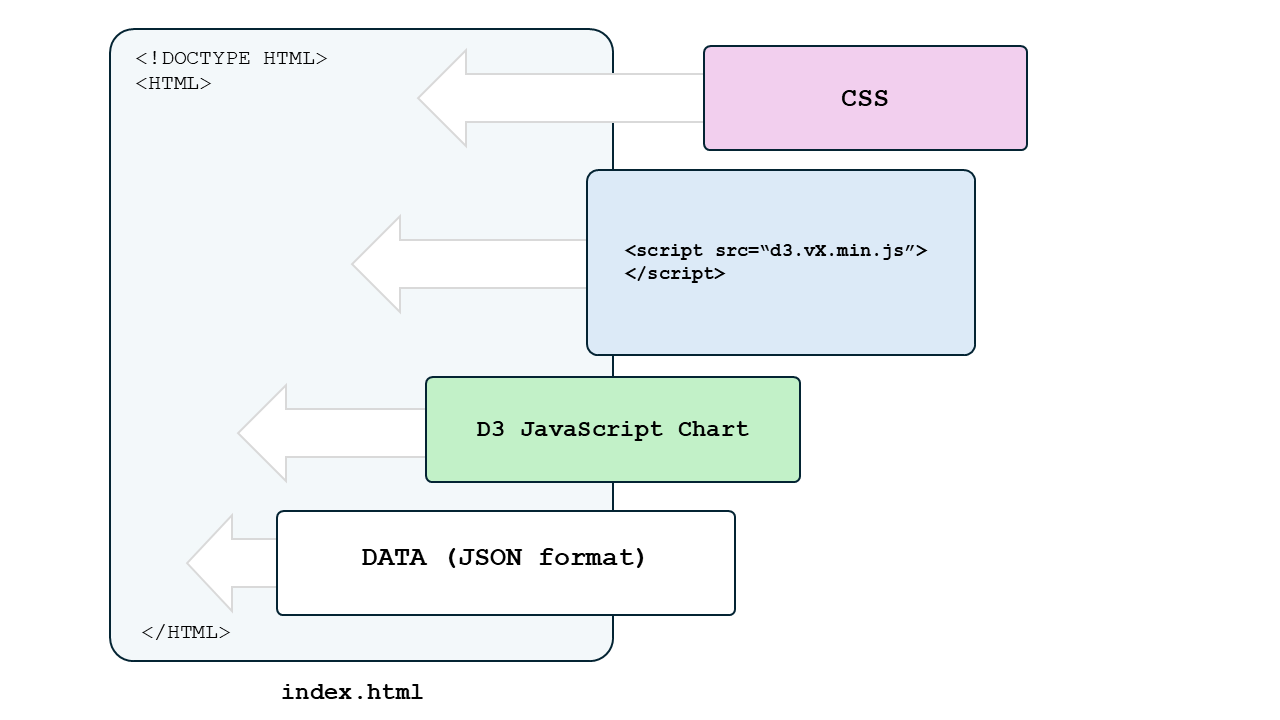 <!DOCTYPE HTML>
<HTML>
CSS
<script src=“d3.vX.min.js”>
</script>
D3 JavaScript Chart
DATA (JSON format)
</HTML>
index.html